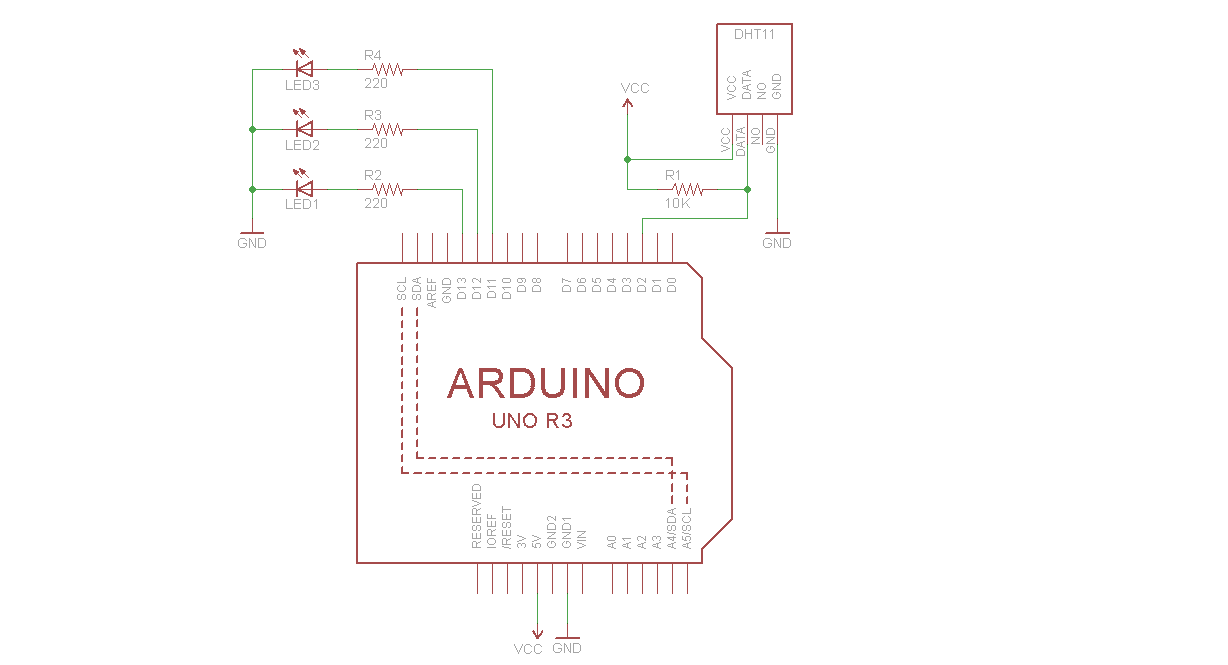 DHT11
VCC
DATA
NO
GND
VCC
DATA
NO
GND
VCC
R4
LED3
220
R3
LED2
220
R2
LED1
220
R1
10K
GND
GND
SCL
SDA
AREF
GND
D13
D12
D11
D10
D9
D8
D7
D6
D5
D4
D3
D2
D1
D0
ARDUINO
UNO R3
RESERVED
IOREF
/RESET
3V
5V
GND2
GND1
VIN
A0
A1
A2
A3
A4/SDA
A5/SCL
VCC
GND